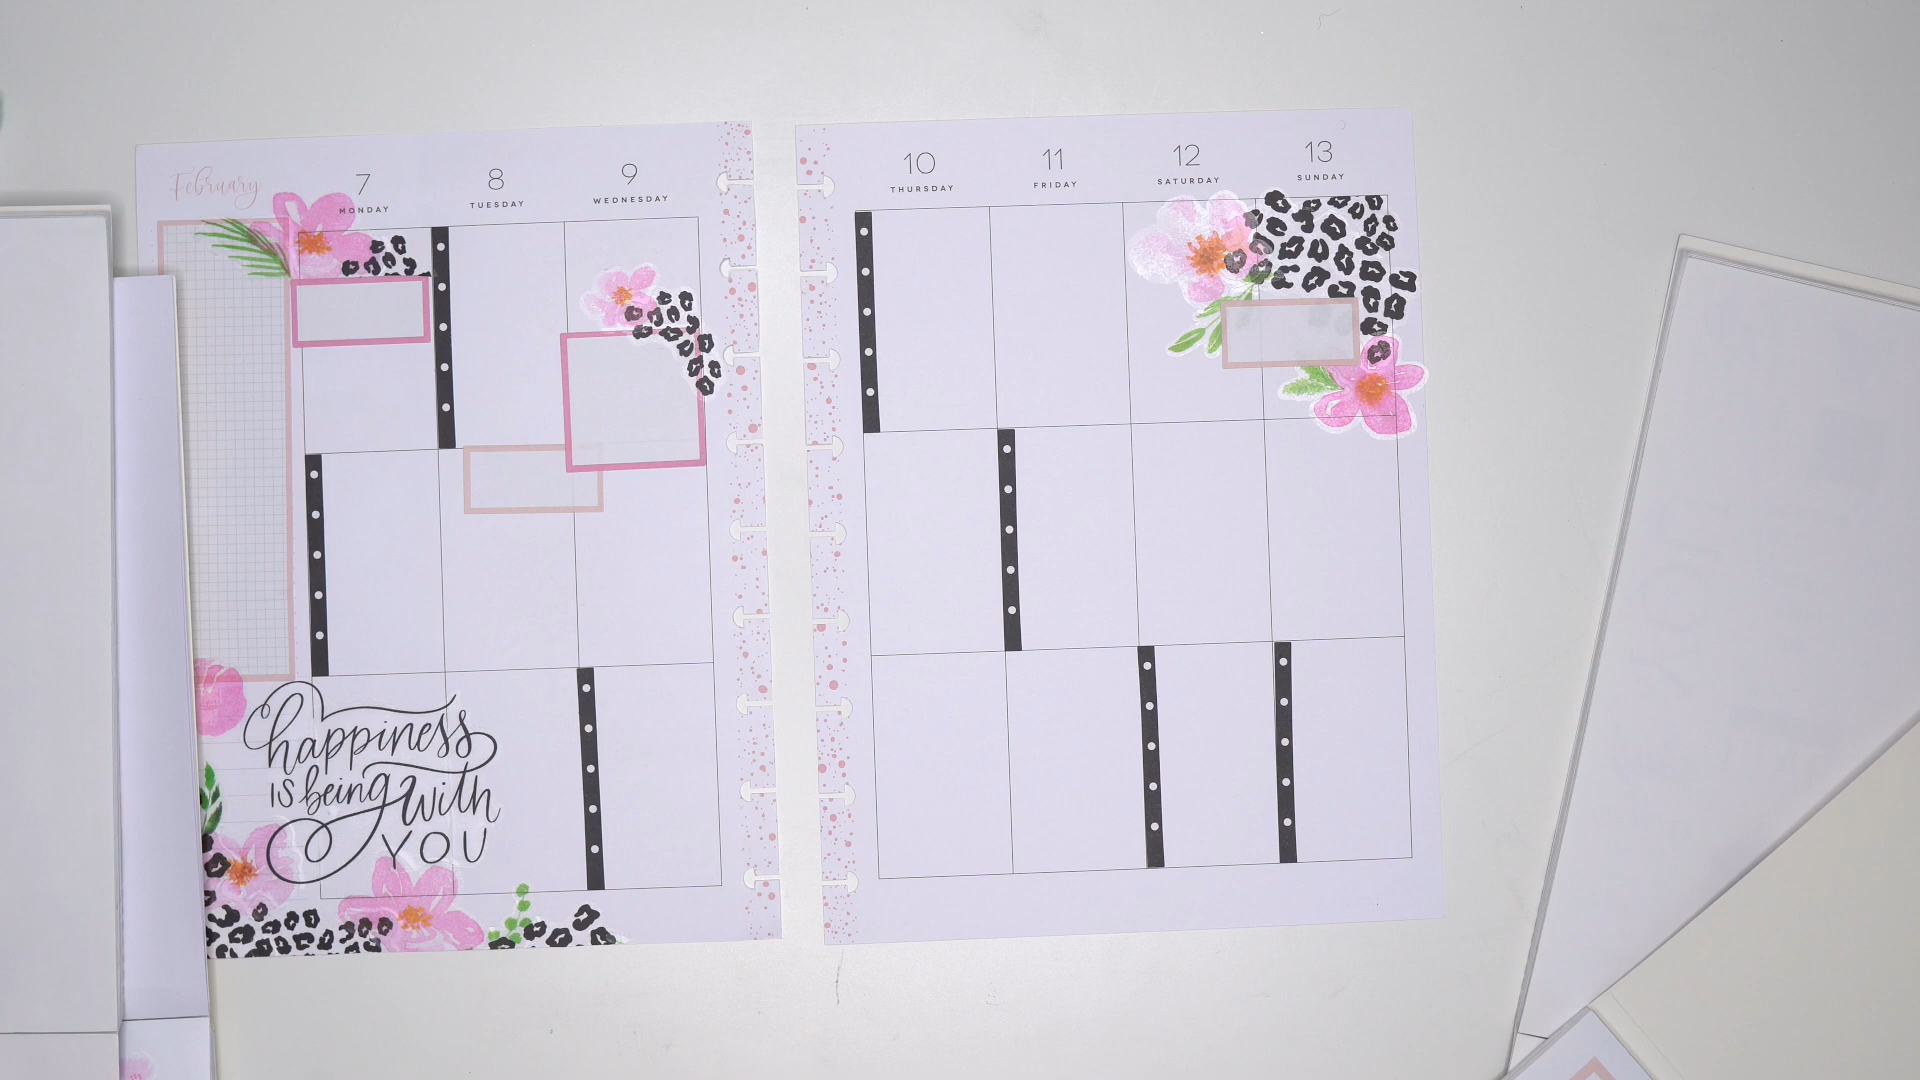 February
7
MONDAY
8
TUESDAY
9
WEDNESDAY
10
THURSDAY
11
FRIDAY
12
SATURDAY
13
SUNDAY
happiness
is being with
YOU